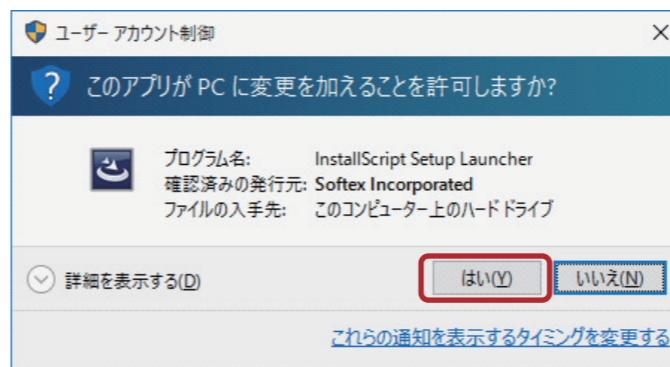 ユーザー アカウント制御
このアプリが PC に変更を加えることを許可しますか?
プログラム名: InstallScript Setup Launcher
確認済みの発行元: Softex Incorporated
ファイルの入手先: このコンピューター上のハード ドライブ
詳細を表示する(D) はい(Y) いいえ(N)
これらの通知を表示するタイミングを変更する